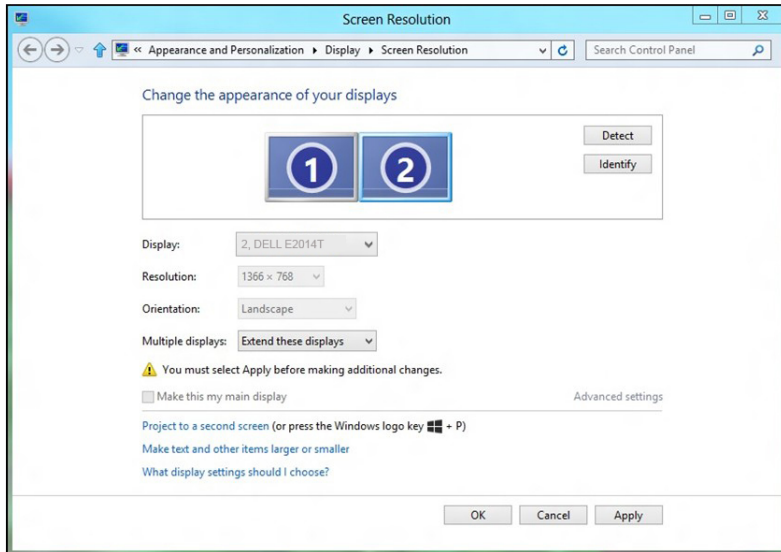 Screen Resolution
« Appearance and Personalization ▸ Display ▸ Screen Resolution
Search Control Panel
Change the appearance of your displays
1 2
Detect
Identify
Display: 2, DELL E2014T
Resolution: 1366 × 768
Orientation: Landscape
Multiple displays: Extend these displays
You must select Apply before making additional changes.
Make this my main display Advanced settings
Project to a second screen (or press the Windows logo key + P)
Make text and other items larger or smaller
What display settings should I choose?
OK Cancel Apply